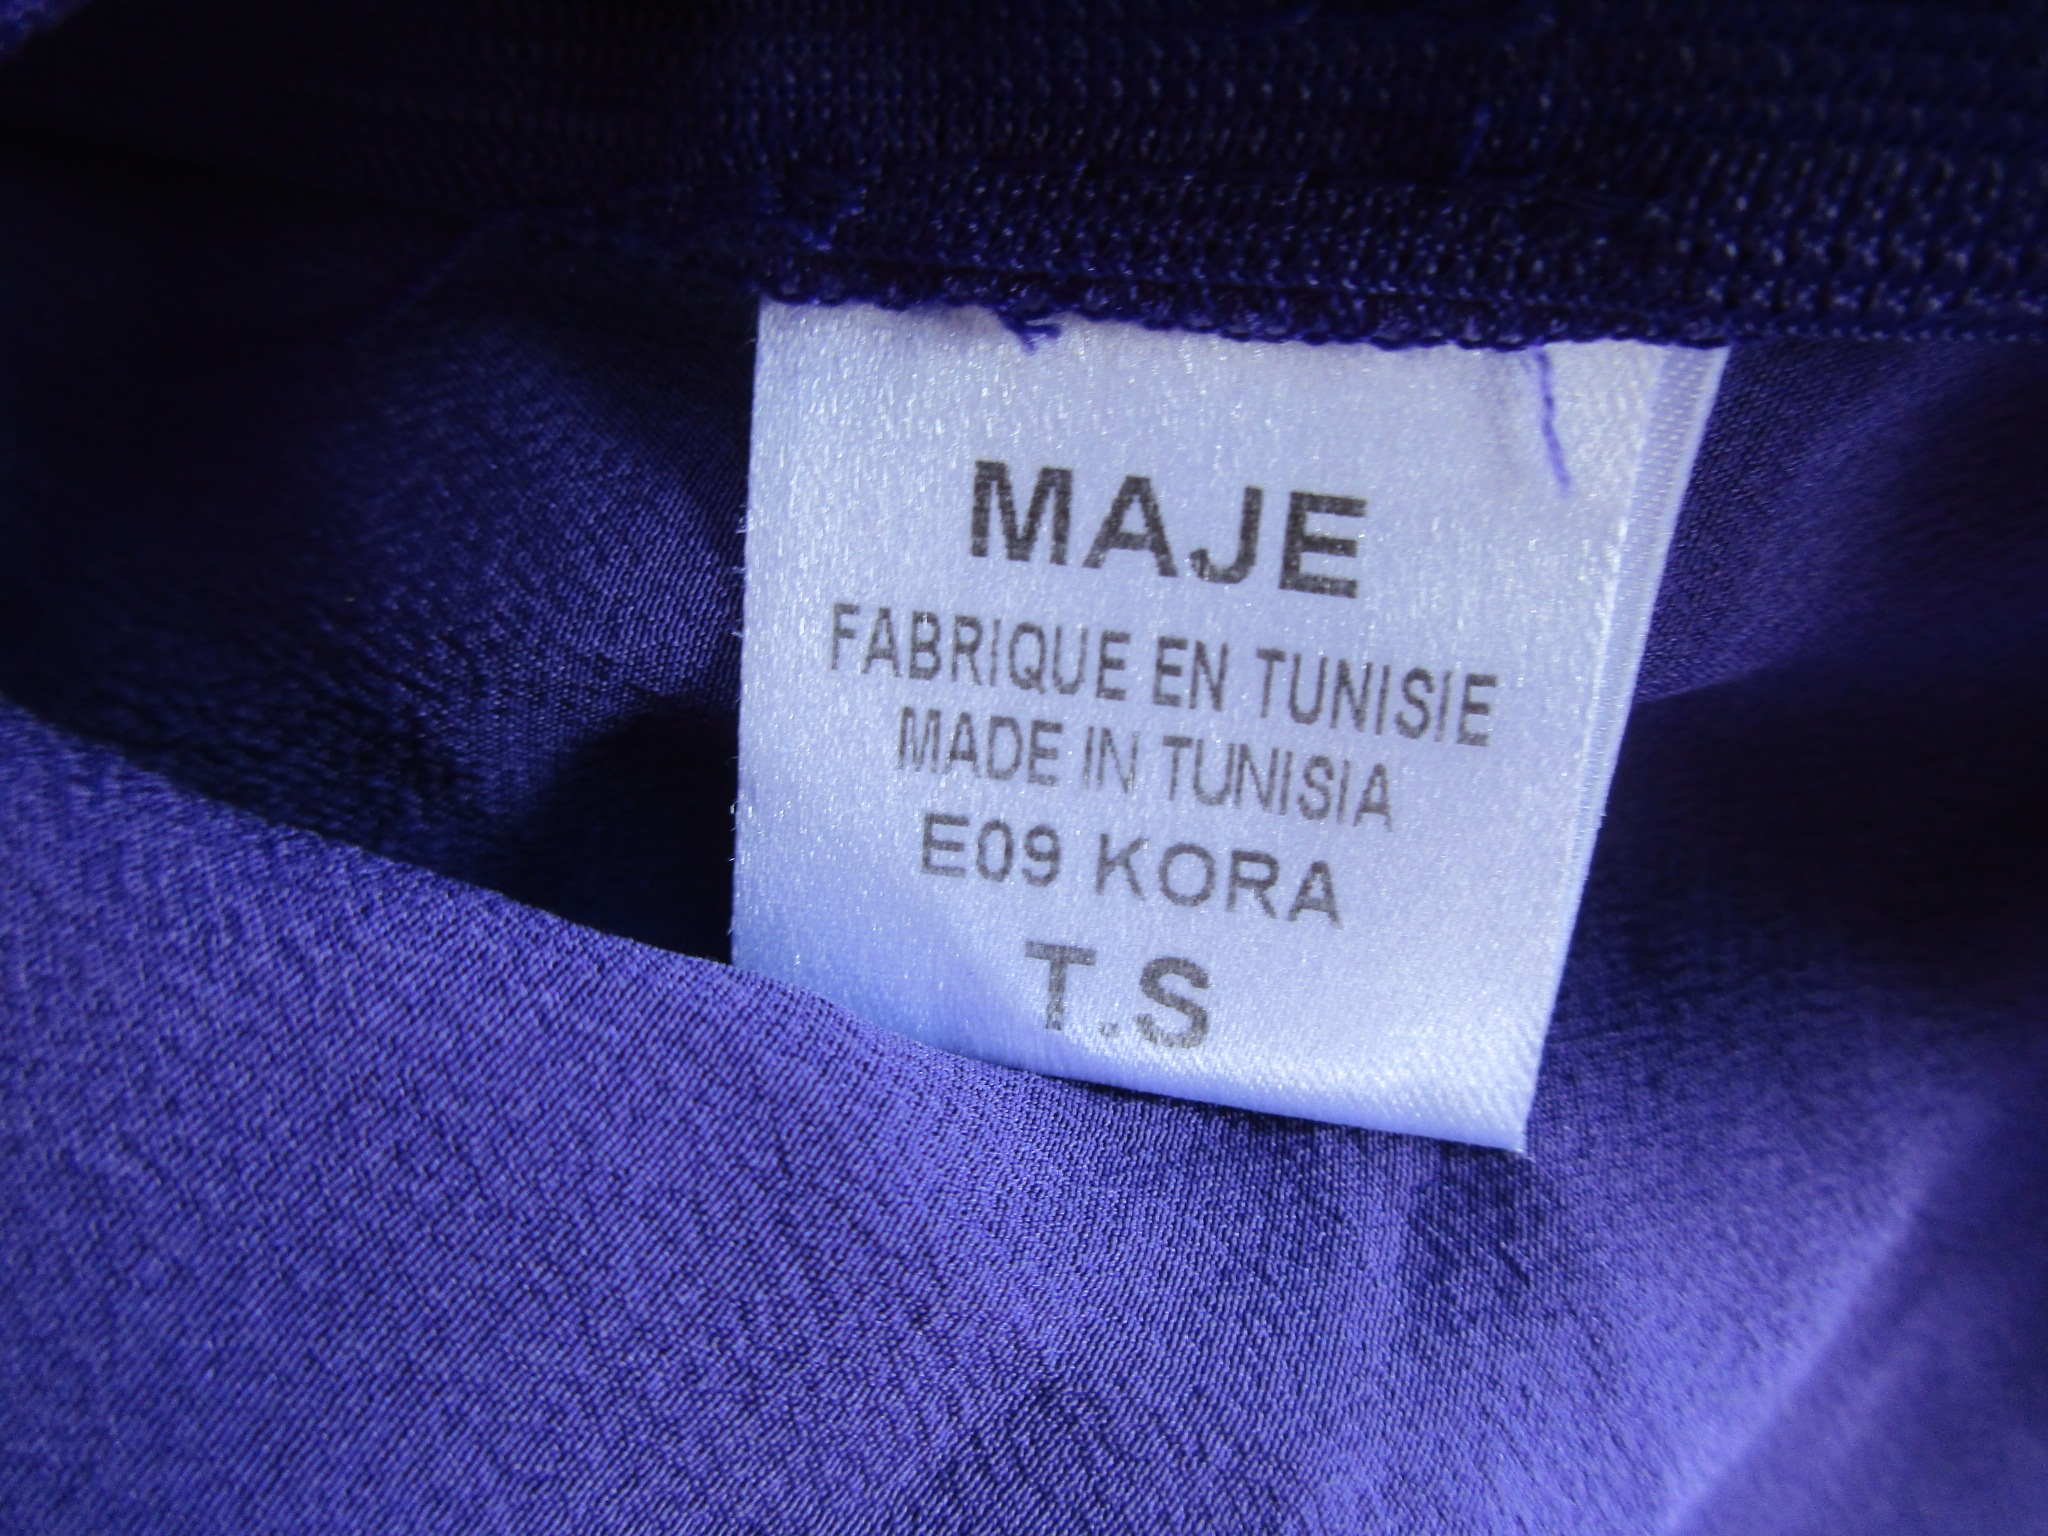 MAJE
FABRIQUE EN TUNISIE
MADE IN TUNISIA
E09 KORA
T.S